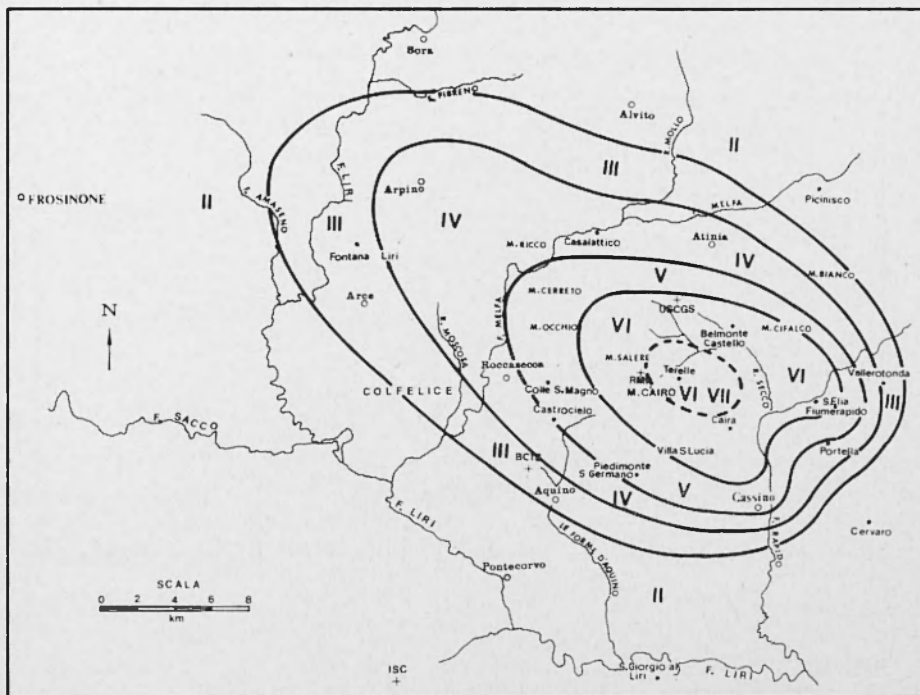 Sora
F. FIBRENO
Alvito
F. MOLLO
II
III
FROSINONE
II
F. AMASENO
F. LIRI
III
Arpino
IV
Picinisco
MELFA
Casalattico
Atinia
M. RICCO
IV
Fontana Liri
V
M. BIANCO
M. CERRETO
Arce
N
USCGS
R. MOSCOSA
F. MELFA
M. OCCHIO
VI
Belmonte
Castello
M. CIFALCO
M. SALERE
Terelle
R. SECCO
VI
Vallerotonda
Roccasecca
M. CAIRO
VI
VII
III
COLFELICE
Colle S. Magno
S. Elia
Fiumerapido
Castrocielo
Caira
F. SACCO
III
Villa S. Lucia
Portella
Piedimonte
S. Germano
V
IV
Aquino
Cassino
F. LIRI
LE FORME D'AQUINO
F. RAPIDO
Cervaro
Pontecorvo
SCALA
0 2 4 6 8
km
II
ISC
S. Giorgio al
Liri
F. LIRI